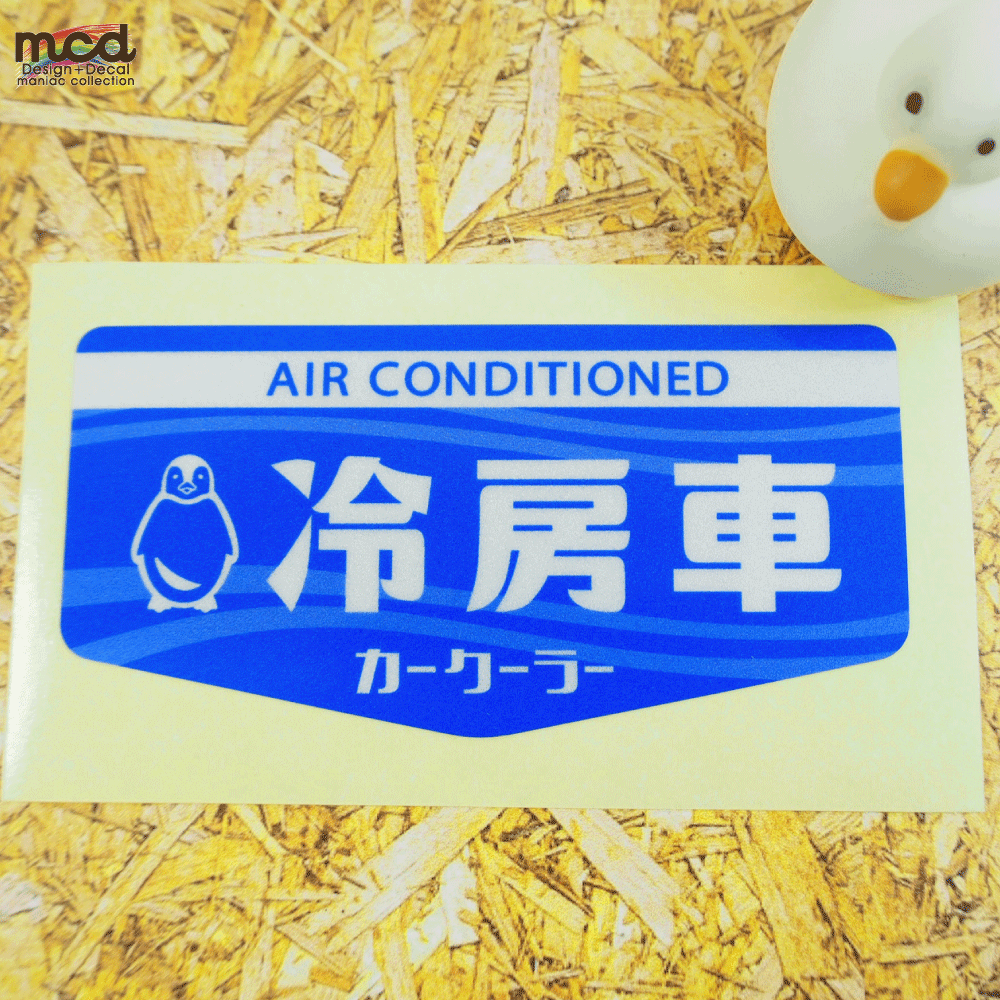 mcd
Design+Decal
maniac collection
AIR CONDITIONED
冷房車
カークーラー